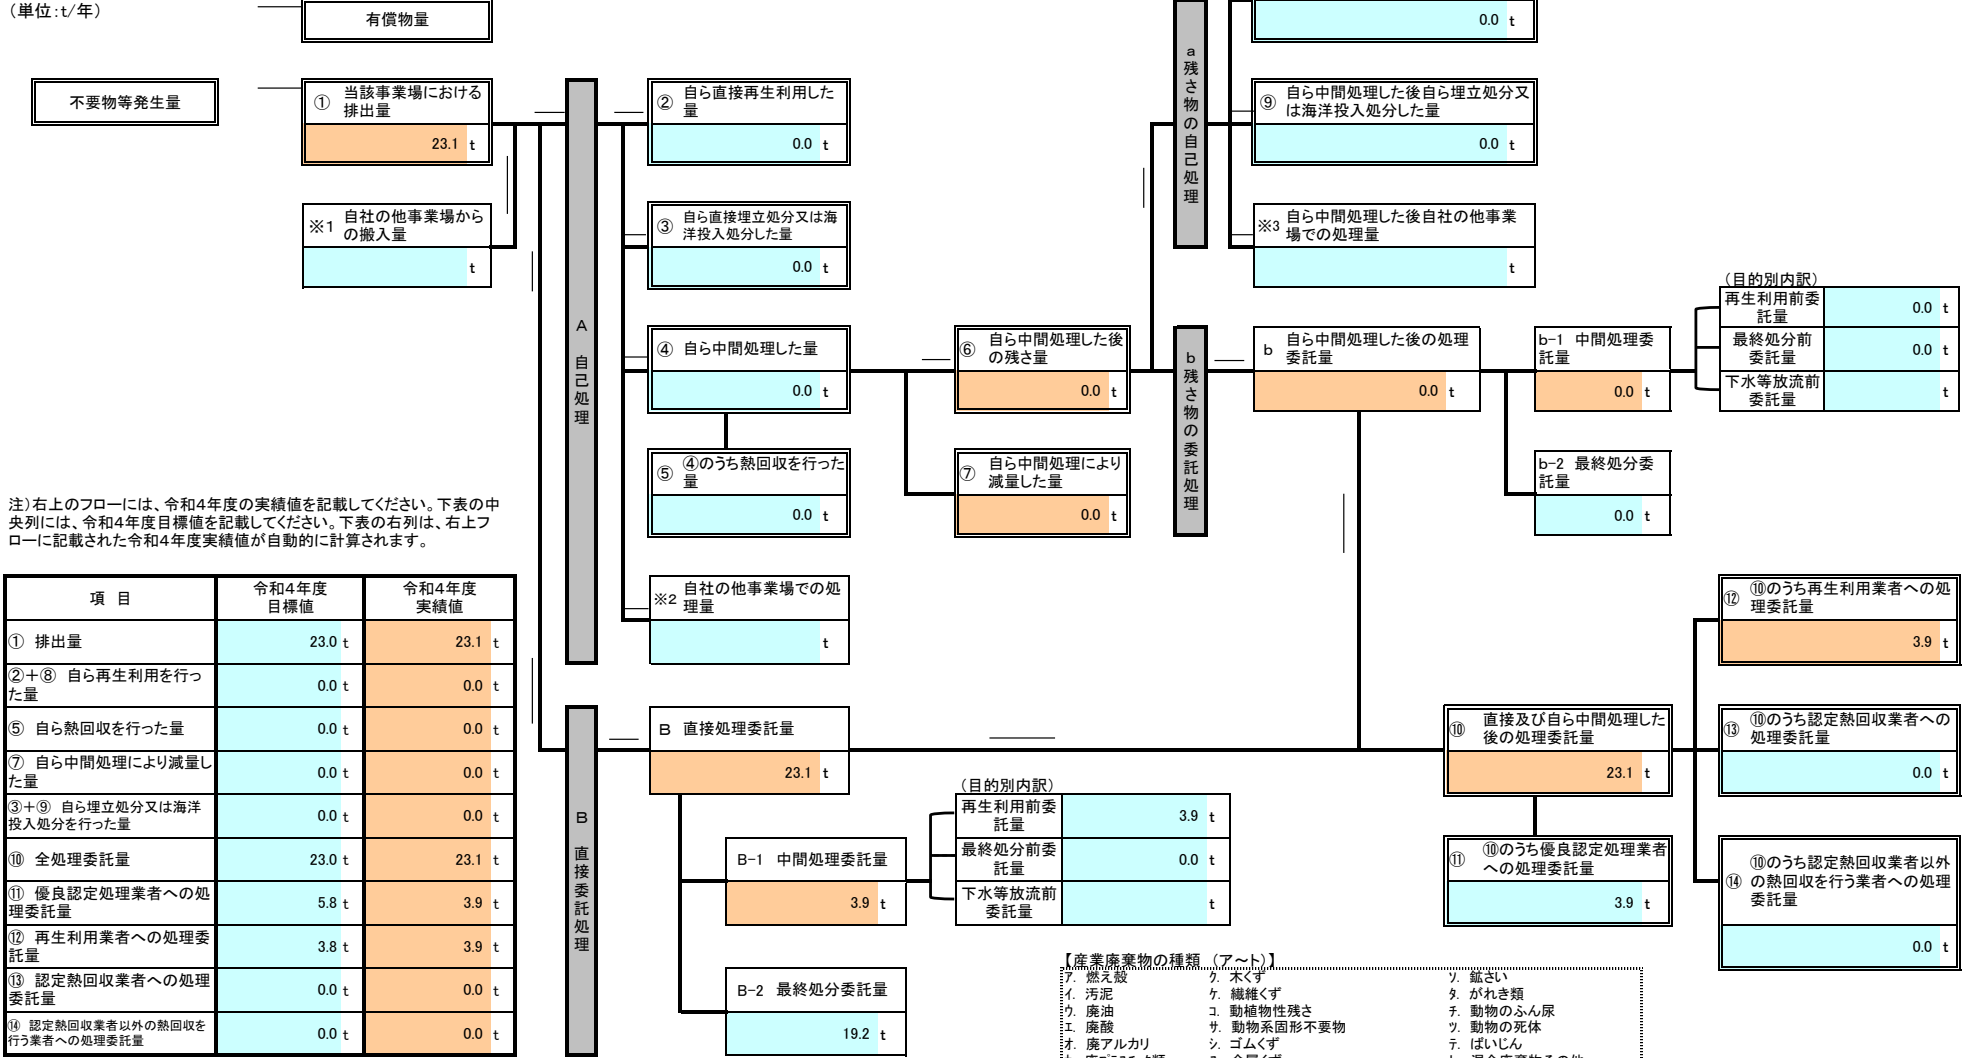 （単位：t/年）
有償物量
0.0 t
不要物等発生量
① 当該事業場における
排出量
23.1 t
※1 自社の他事業場から
の搬入量
t
A 自己処理
② 自ら直接再生利用した
量
0.0 t
③ 自ら直接埋立処分又は海
洋投入処分した量
0.0 t
④ 自ら中間処理した量
0.0 t
⑤ ④のうち熱回収を行った
量
0.0 t
※2 自社の他事業場での処
理量
t
⑥ 自ら中間処理した後
の残さ量
0.0 t
⑦ 自ら中間処理により
減量した量
0.0 t
a 残さ物の自己処理
⑨ 自ら中間処理した後自ら埋立処分又
は海洋投入処分した量
0.0 t
※3 自ら中間処理した後自社の他事業
場での処理量
t
b 残さ物の委託処理
b 自ら中間処理した後の処理
委託量
0.0 t
b-1 中間処理委
託量
0.0 t
b-2 最終処分委
託量
0.0 t
（目的別内訳）
再生利用前委
託量
0.0 t
最終処分前
委託量
0.0 t
下水等放流前
委託量
t
注）右上のフローには、令和4年度の実績値を記載してください。下表の中
央列には、令和4年度目標値を記載してください。下表の右列は、右上フ
ローに記載された令和4年度実績値が自動的に計算されます。
項 目 令和4年度 目標値 令和4年度 実績値
① 排出量 23.0 t 23.1 t
②＋⑧ 自ら再生利用を行っ
た量 0.0 t 0.0 t
⑤ 自ら熱回収を行った量 0.0 t 0.0 t
⑦ 自ら中間処理により減量し
た量 0.0 t 0.0 t
③＋⑨ 自ら埋立処分又は海洋
投入処分を行った量 0.0 t 0.0 t
⑩ 全処理委託量 23.0 t 23.1 t
⑪ 優良認定処理業者への処
理委託量 5.8 t 3.9 t
⑫ 再生利用業者への処理委
託量 3.8 t 3.9 t
⑬ 認定熱回収業者への処理
委託量 0.0 t 0.0 t
⑭ 認定熱回収業者以外の熱回収を
行う業者への処理委託量 0.0 t 0.0 t
B 直接委託処理
B 直接処理委託量
23.1 t
B-1 中間処理委託量
3.9 t
B-2 最終処分委託量
19.2 t
（目的別内訳）
再生利用前委
託量
3.9 t
最終処分前委
託量
0.0 t
下水等放流前
委託量
t
⑩ 直接及び自ら中間処理した
後の処理委託量
23.1 t
⑪ ⑩のうち優良認定処理業者
への処理委託量
3.9 t
⑫ ⑩のうち再生利用業者への処
理委託量
3.9 t
⑬ ⑩のうち認定熱回収業者への
処理委託量
0.0 t
⑭ ⑩のうち認定熱回収業者以外
の熱回収を行う業者への処理
委託量
0.0 t
【産業廃棄物の種類 （ア～ト）】
ア. 燃え殻 ク. 木くず ソ. 鉱さい
イ. 汚泥 ケ. 繊維くず タ. がれき類
ウ. 廃油 コ. 動植物性残さ チ. 動物のふん尿
エ. 廃酸 サ. 動物系固形不要物 ツ. 動物の死体
オ. 廃アルカリ シ. ゴムくず テ. ばいじん